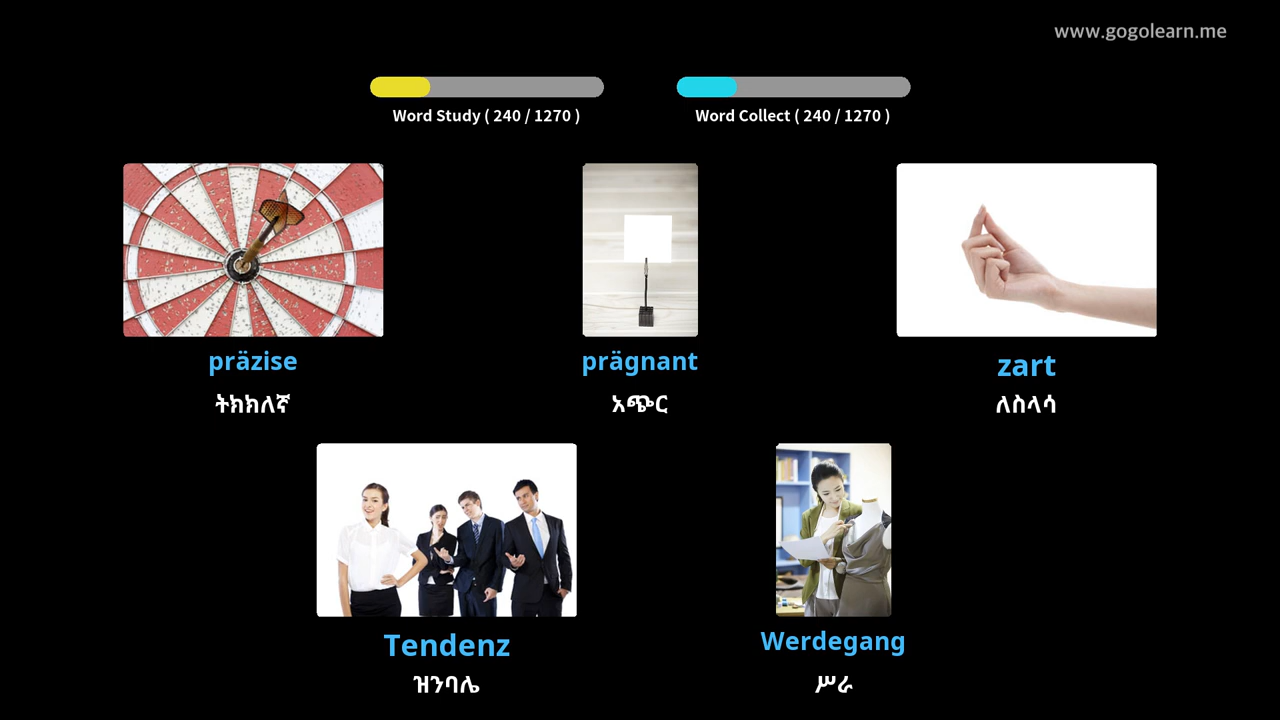 www.gogolearn.me
Word Study ( 240 / 1270 )
Word Collect ( 240 / 1270 )
präzise
ትክክለኛ
prägnant
አጭር
zart
ለስላሳ
Tendenz
ዝንባሌ
Werdegang
ሥራ